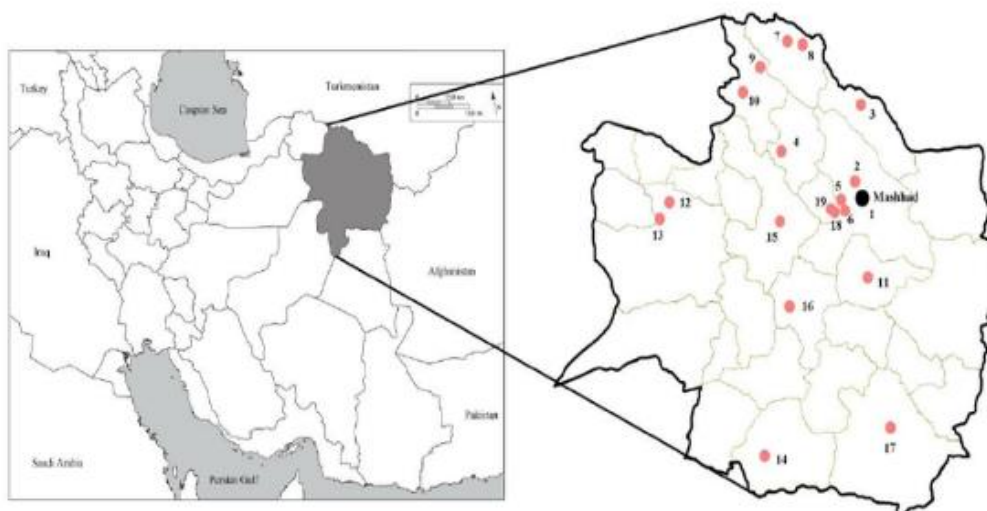 Turkey
Caspian Sea
Turkmenistan
Iraq
Afghanistan
Pakistan
Saudi Arabia
Persian Gulf
7
8
9
10
3
4
2
5
Mashhad
12
19
18
6
1
13
15
11
16
17
14